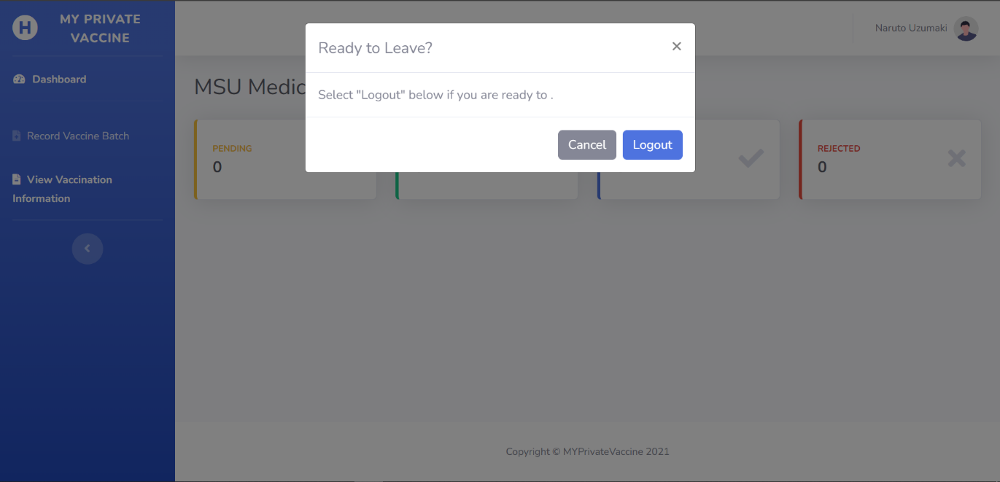 MY PRIVATE
VACCINE
Dashboard
Record Vaccine Batch
View Vaccination
Information
Naruto Uzumaki
Ready to Leave?
×
Select "Logout" below if you are ready to .
Cancel
Logout
MSU Medic
PENDING
0
REJECTED
0
Copyright © MYPrivateVaccine 2021